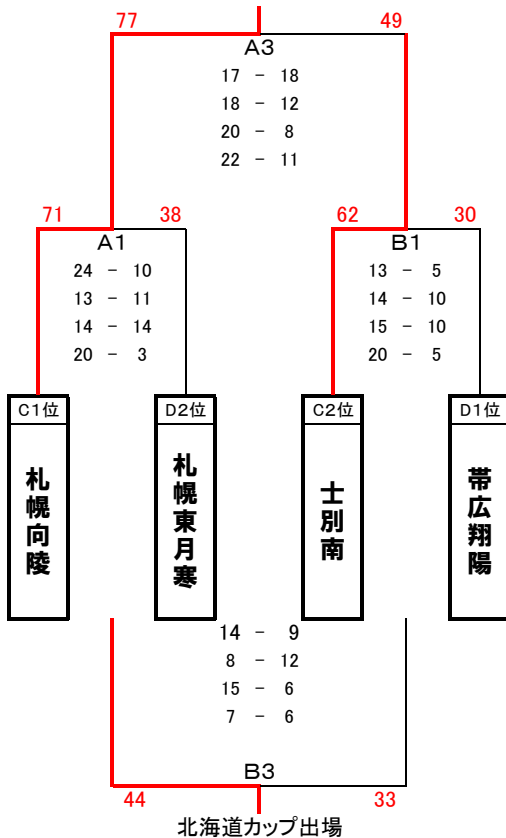 77 49
A3
17 - 18
18 - 12
20 - 8
22 - 11
71 38 62 30
A1 B1
24 - 10 13 - 5
13 - 11 14 - 10
14 - 14 15 - 10
20 - 3 20 - 5
C1位 D2位 C2位 D1位
札幌向陵
札幌東月寒
士別南
帯広翔陽
14 - 9
8 - 12
15 - 6
7 - 6
B3
44 33
北海道カップ出場